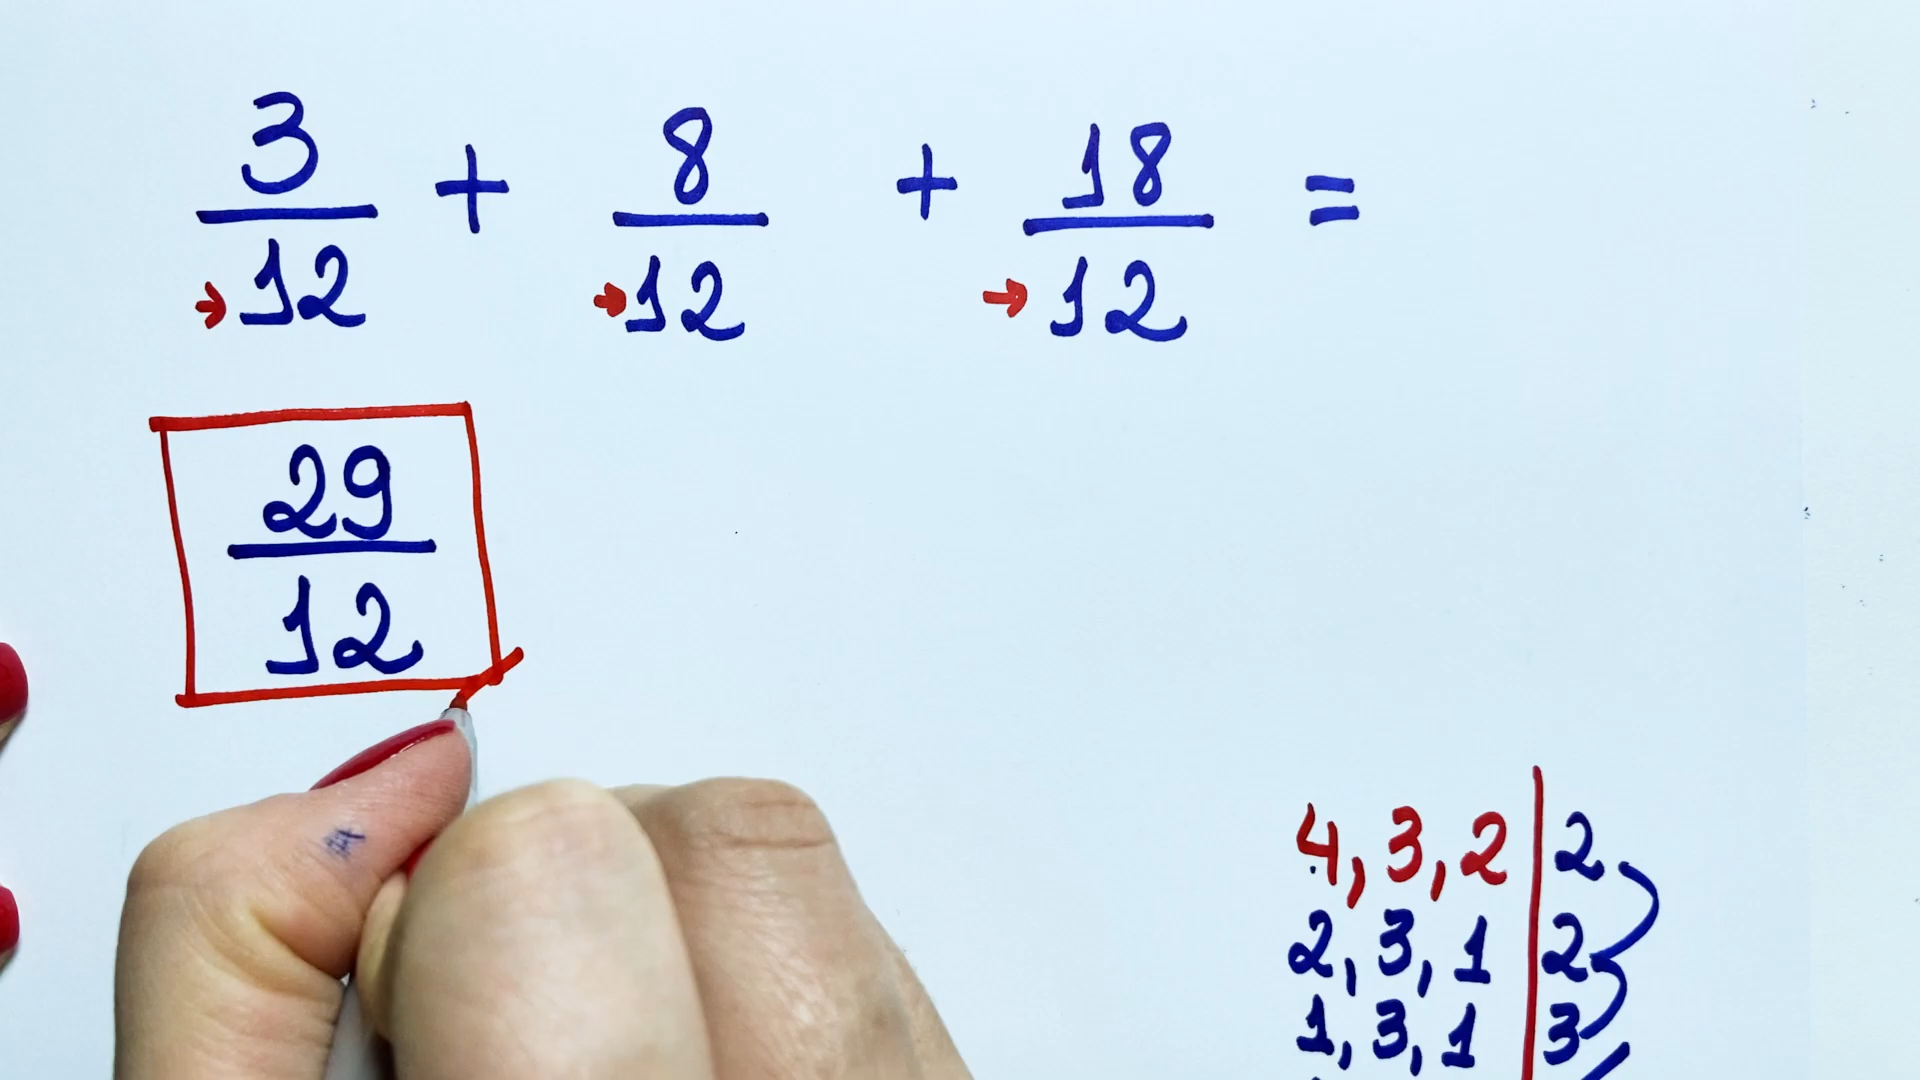 3/12 + 8/12 + 18/12 =
29/12
4, 3, 2 | 2
2, 3, 1 | 2
1, 3, 1 | 3